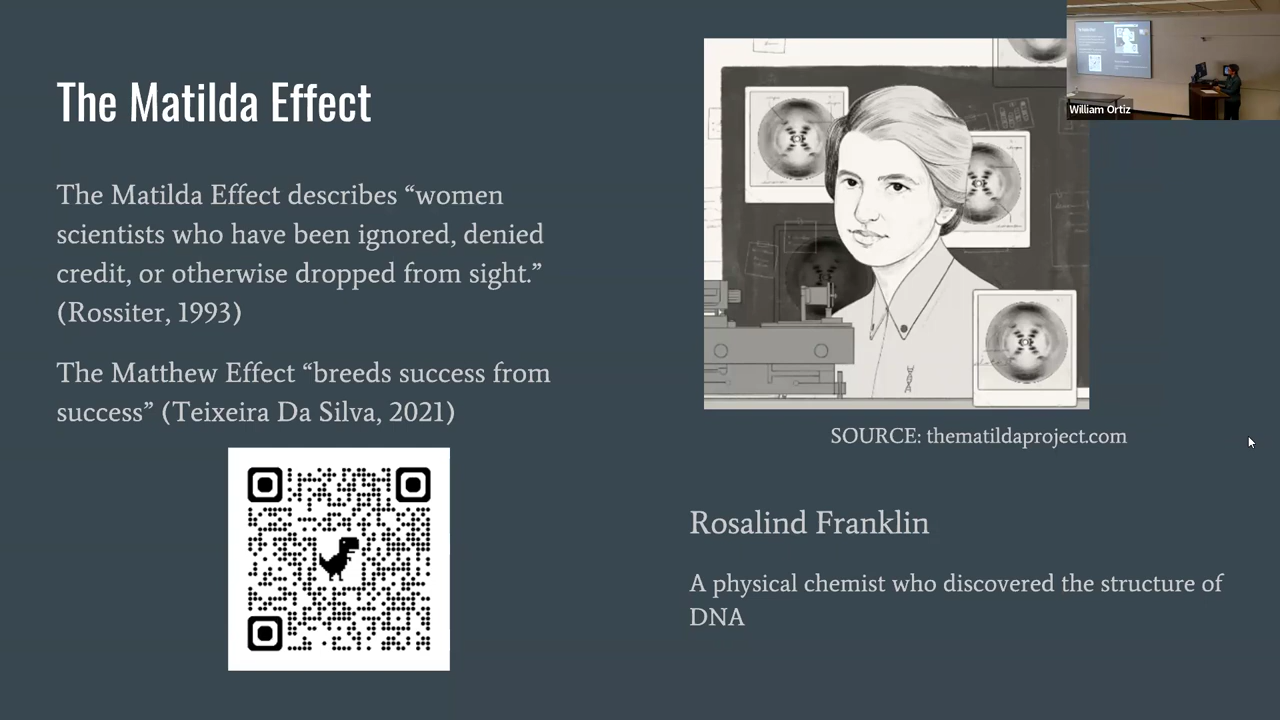 The Matilda Effect
The Matilda Effect describes “women
scientists who have been ignored, denied
credit, or otherwise dropped from sight.”
(Rossiter, 1993)
The Matthew Effect “breeds success from
success” (Teixeira Da Silva, 2021)
William Ortiz
SOURCE: thematildaproject.com
Rosalind Franklin
A physical chemist who discovered the structure of
DNA